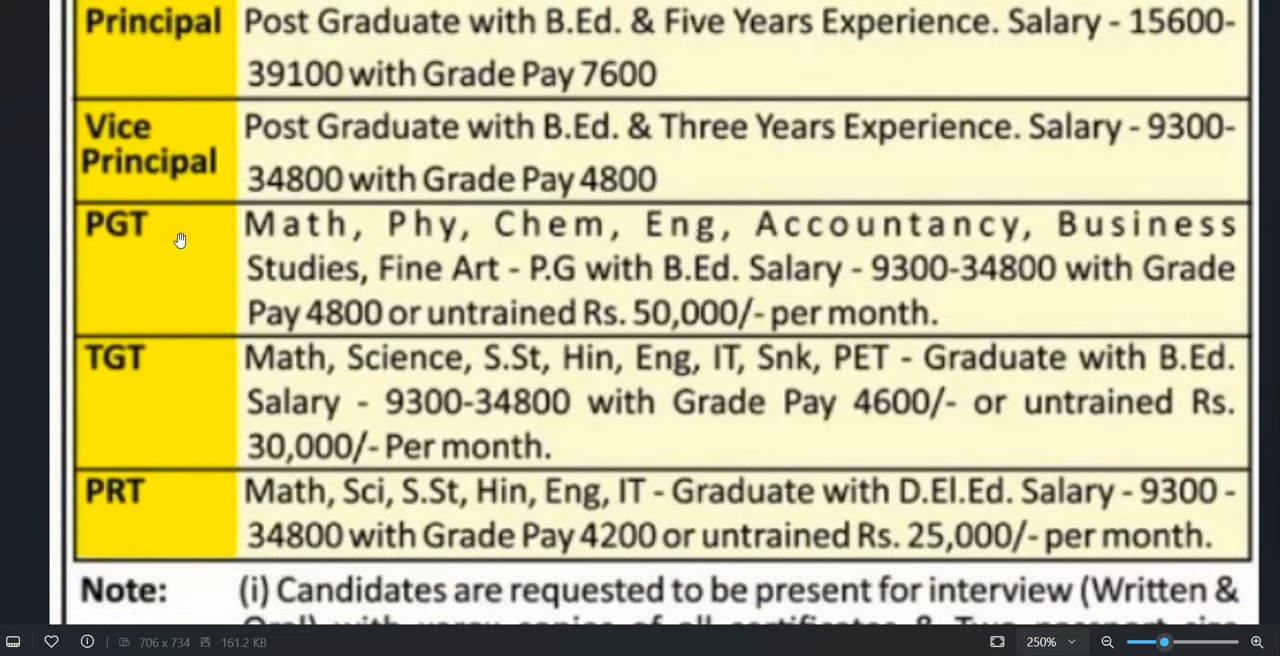 Principal Post Graduate with B.Ed. & Five Years Experience. Salary - 15600-
39100 with Grade Pay 7600
Vice
Principal
Post Graduate with B.Ed. & Three Years Experience. Salary - 9300-
34800 with Grade Pay 4800
PGT Math, Phy, Chem, Eng, Accountancy, Business
Studies, Fine Art - P.G with B.Ed. Salary - 9300-34800 with Grade
Pay 4800 or untrained Rs. 50,000/- per month.
TGT Math, Science, S.St, Hin, Eng, IT, Snk, PET - Graduate with B.Ed.
Salary - 9300-34800 with Grade Pay 4600/- or untrained Rs.
30,000/- Per month.
PRT Math, Sci, S.St, Hin, Eng, IT - Graduate with D.El.Ed. Salary - 9300 -
34800 with Grade Pay 4200 or untrained Rs. 25,000/- per month.
Note: (i) Candidates are requested to be present for interview (Written &
706 x 734 161.2 KB 250%